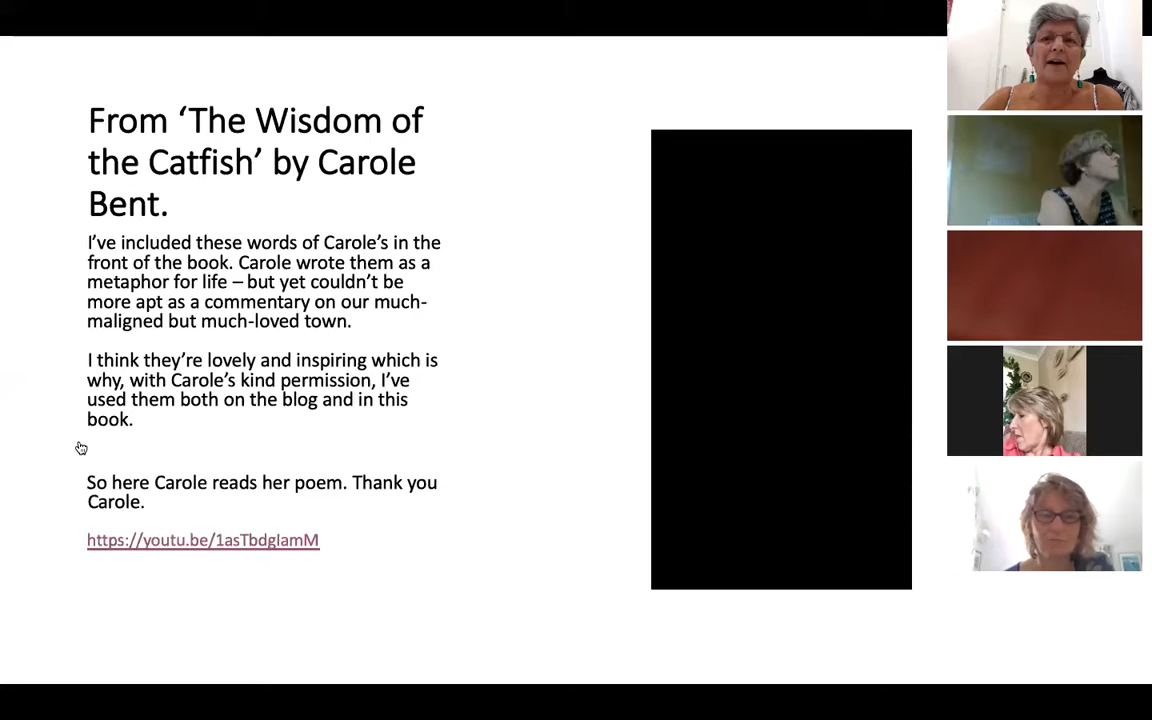 From ‘The Wisdom of
the Catfish’ by Carole
Bent.
I’ve included these words of Carole’s in the
front of the book. Carole wrote them as a
metaphor for life – but yet couldn’t be
more apt as a commentary on our much-
maligned but much-loved town.
I think they’re lovely and inspiring which is
why, with Carole’s kind permission, I’ve
used them both on the blog and in this
book.
So here Carole reads her poem. Thank you
Carole.
https://youtu.be/1asTbdgIamM